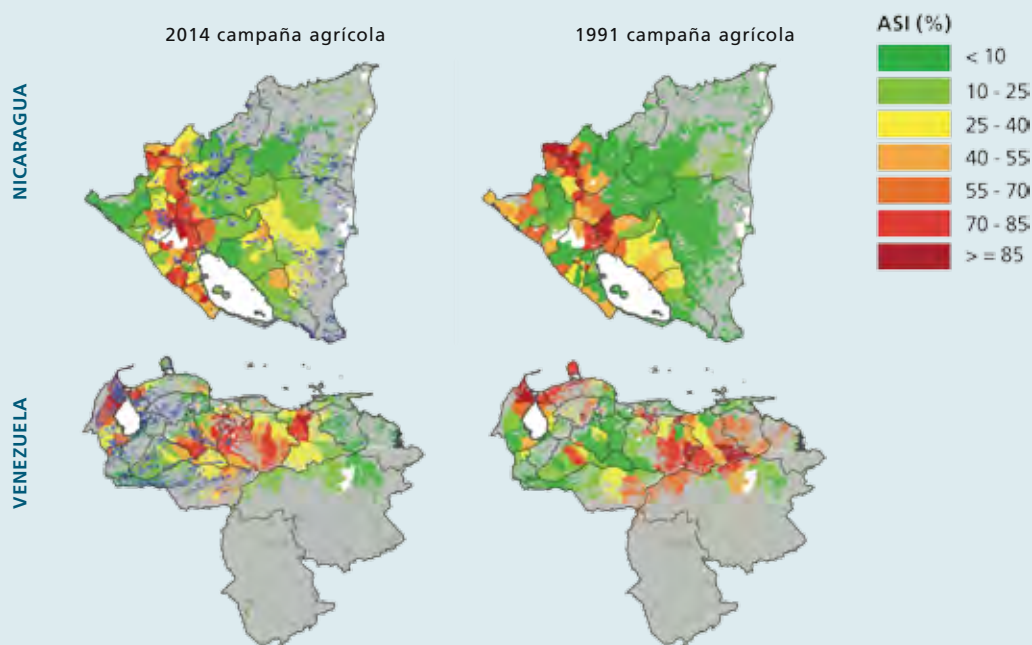 2014 campaña agrícola
1991 campaña agrícola
ASI (%)
< 10
10 - 25
25 - 40
40 - 55
55 - 70
70 - 85
> = 85
NICARAGUA
VENEZUELA